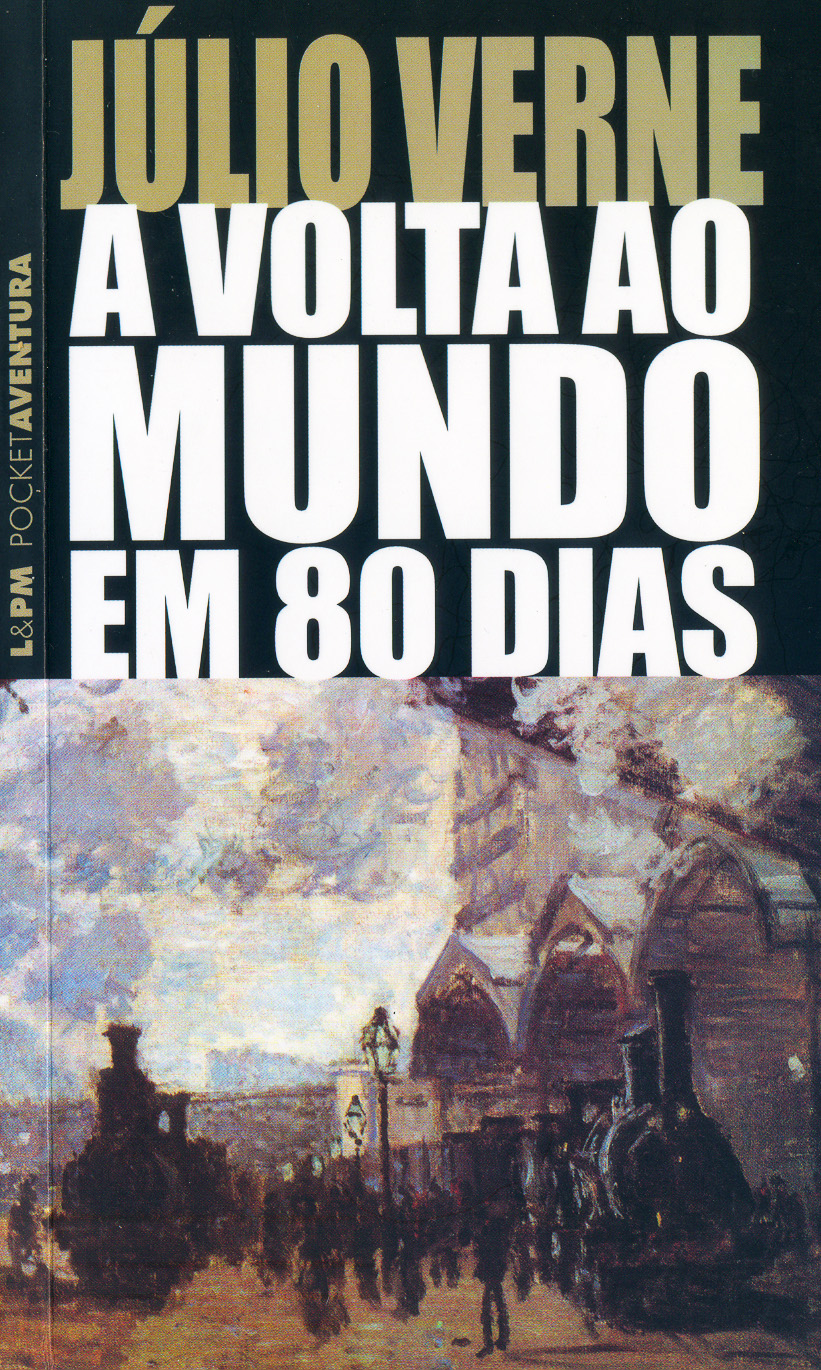 JÚLIO VERNE
A VOLTA AO
MUNDO
EM 80 DIAS
L&PM POCKETAVENTURA